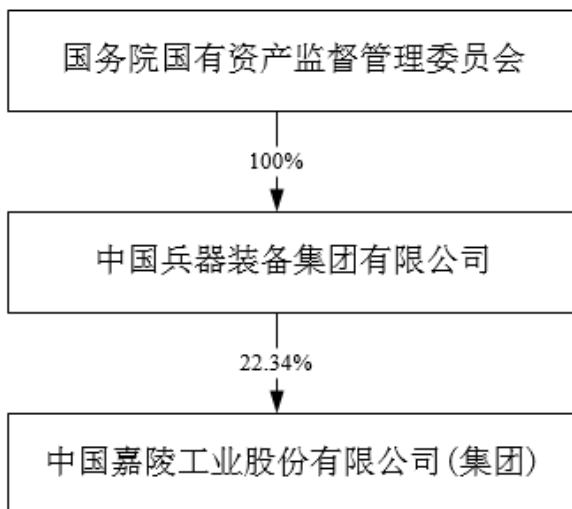 国务院国有资产监督管理委员会
100%
中国兵器装备集团有限公司
22.34%
中国嘉陵工业股份有限公司(集团)